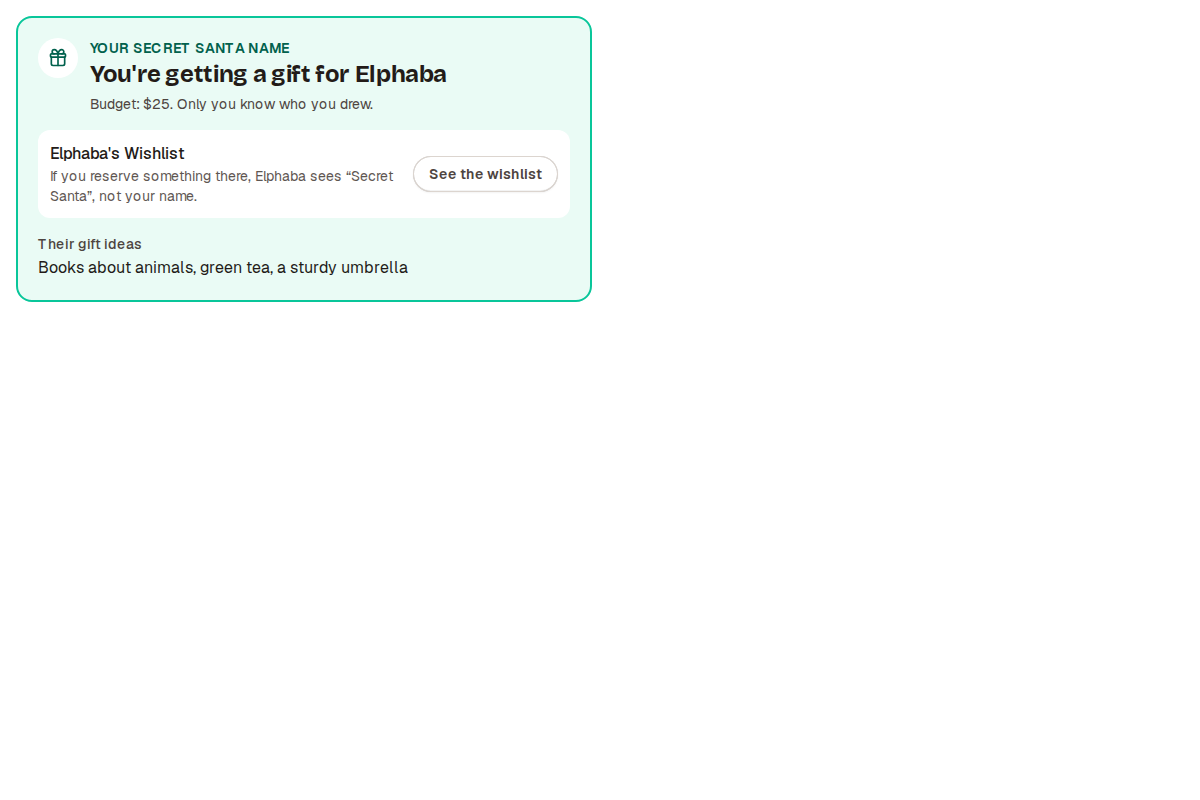 YOUR SECRET SANTA NAME
You're getting a gift for Elphaba
Budget: $25. Only you know who you drew.
Elphaba's Wishlist
If you reserve something there, Elphaba sees “Secret
Santa”, not your name.
See the wishlist
Their gift ideas
Books about animals, green tea, a sturdy umbrella